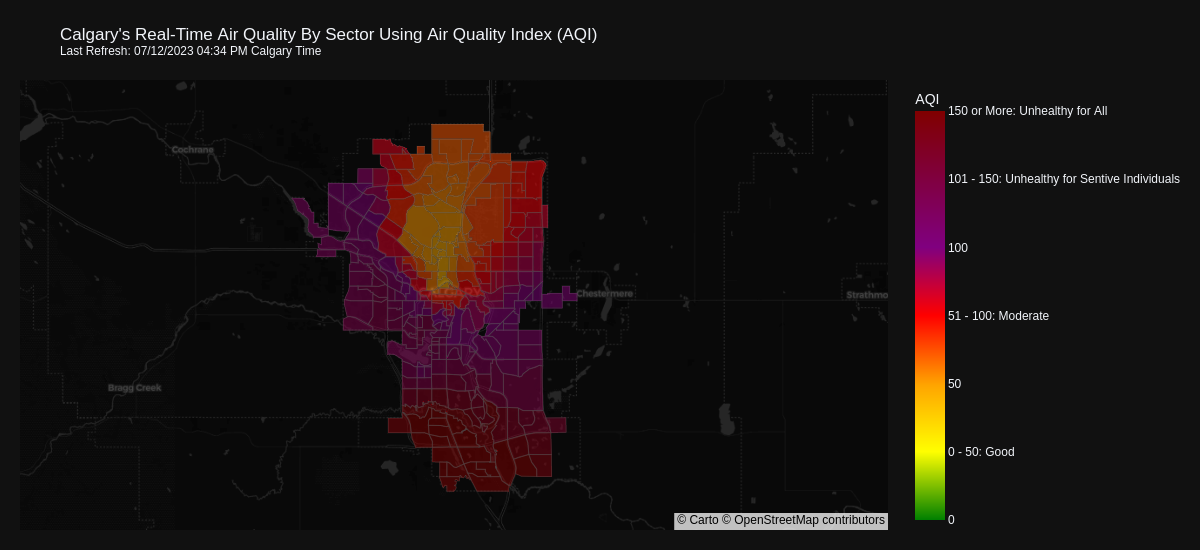 Calgary's Real-Time Air Quality By Sector Using Air Quality Index (AQI)
Last Refresh: 07/12/2023 04:34 PM Calgary Time
AQI
150 or More: Unhealthy for All
101 - 150: Unhealthy for Sentive Individuals
100
51 - 100: Moderate
50
0 - 50: Good
0
Cochrane
CALGARY
Chestermere
Strathmo
Bragg Creek
© Carto © OpenStreetMap contributors